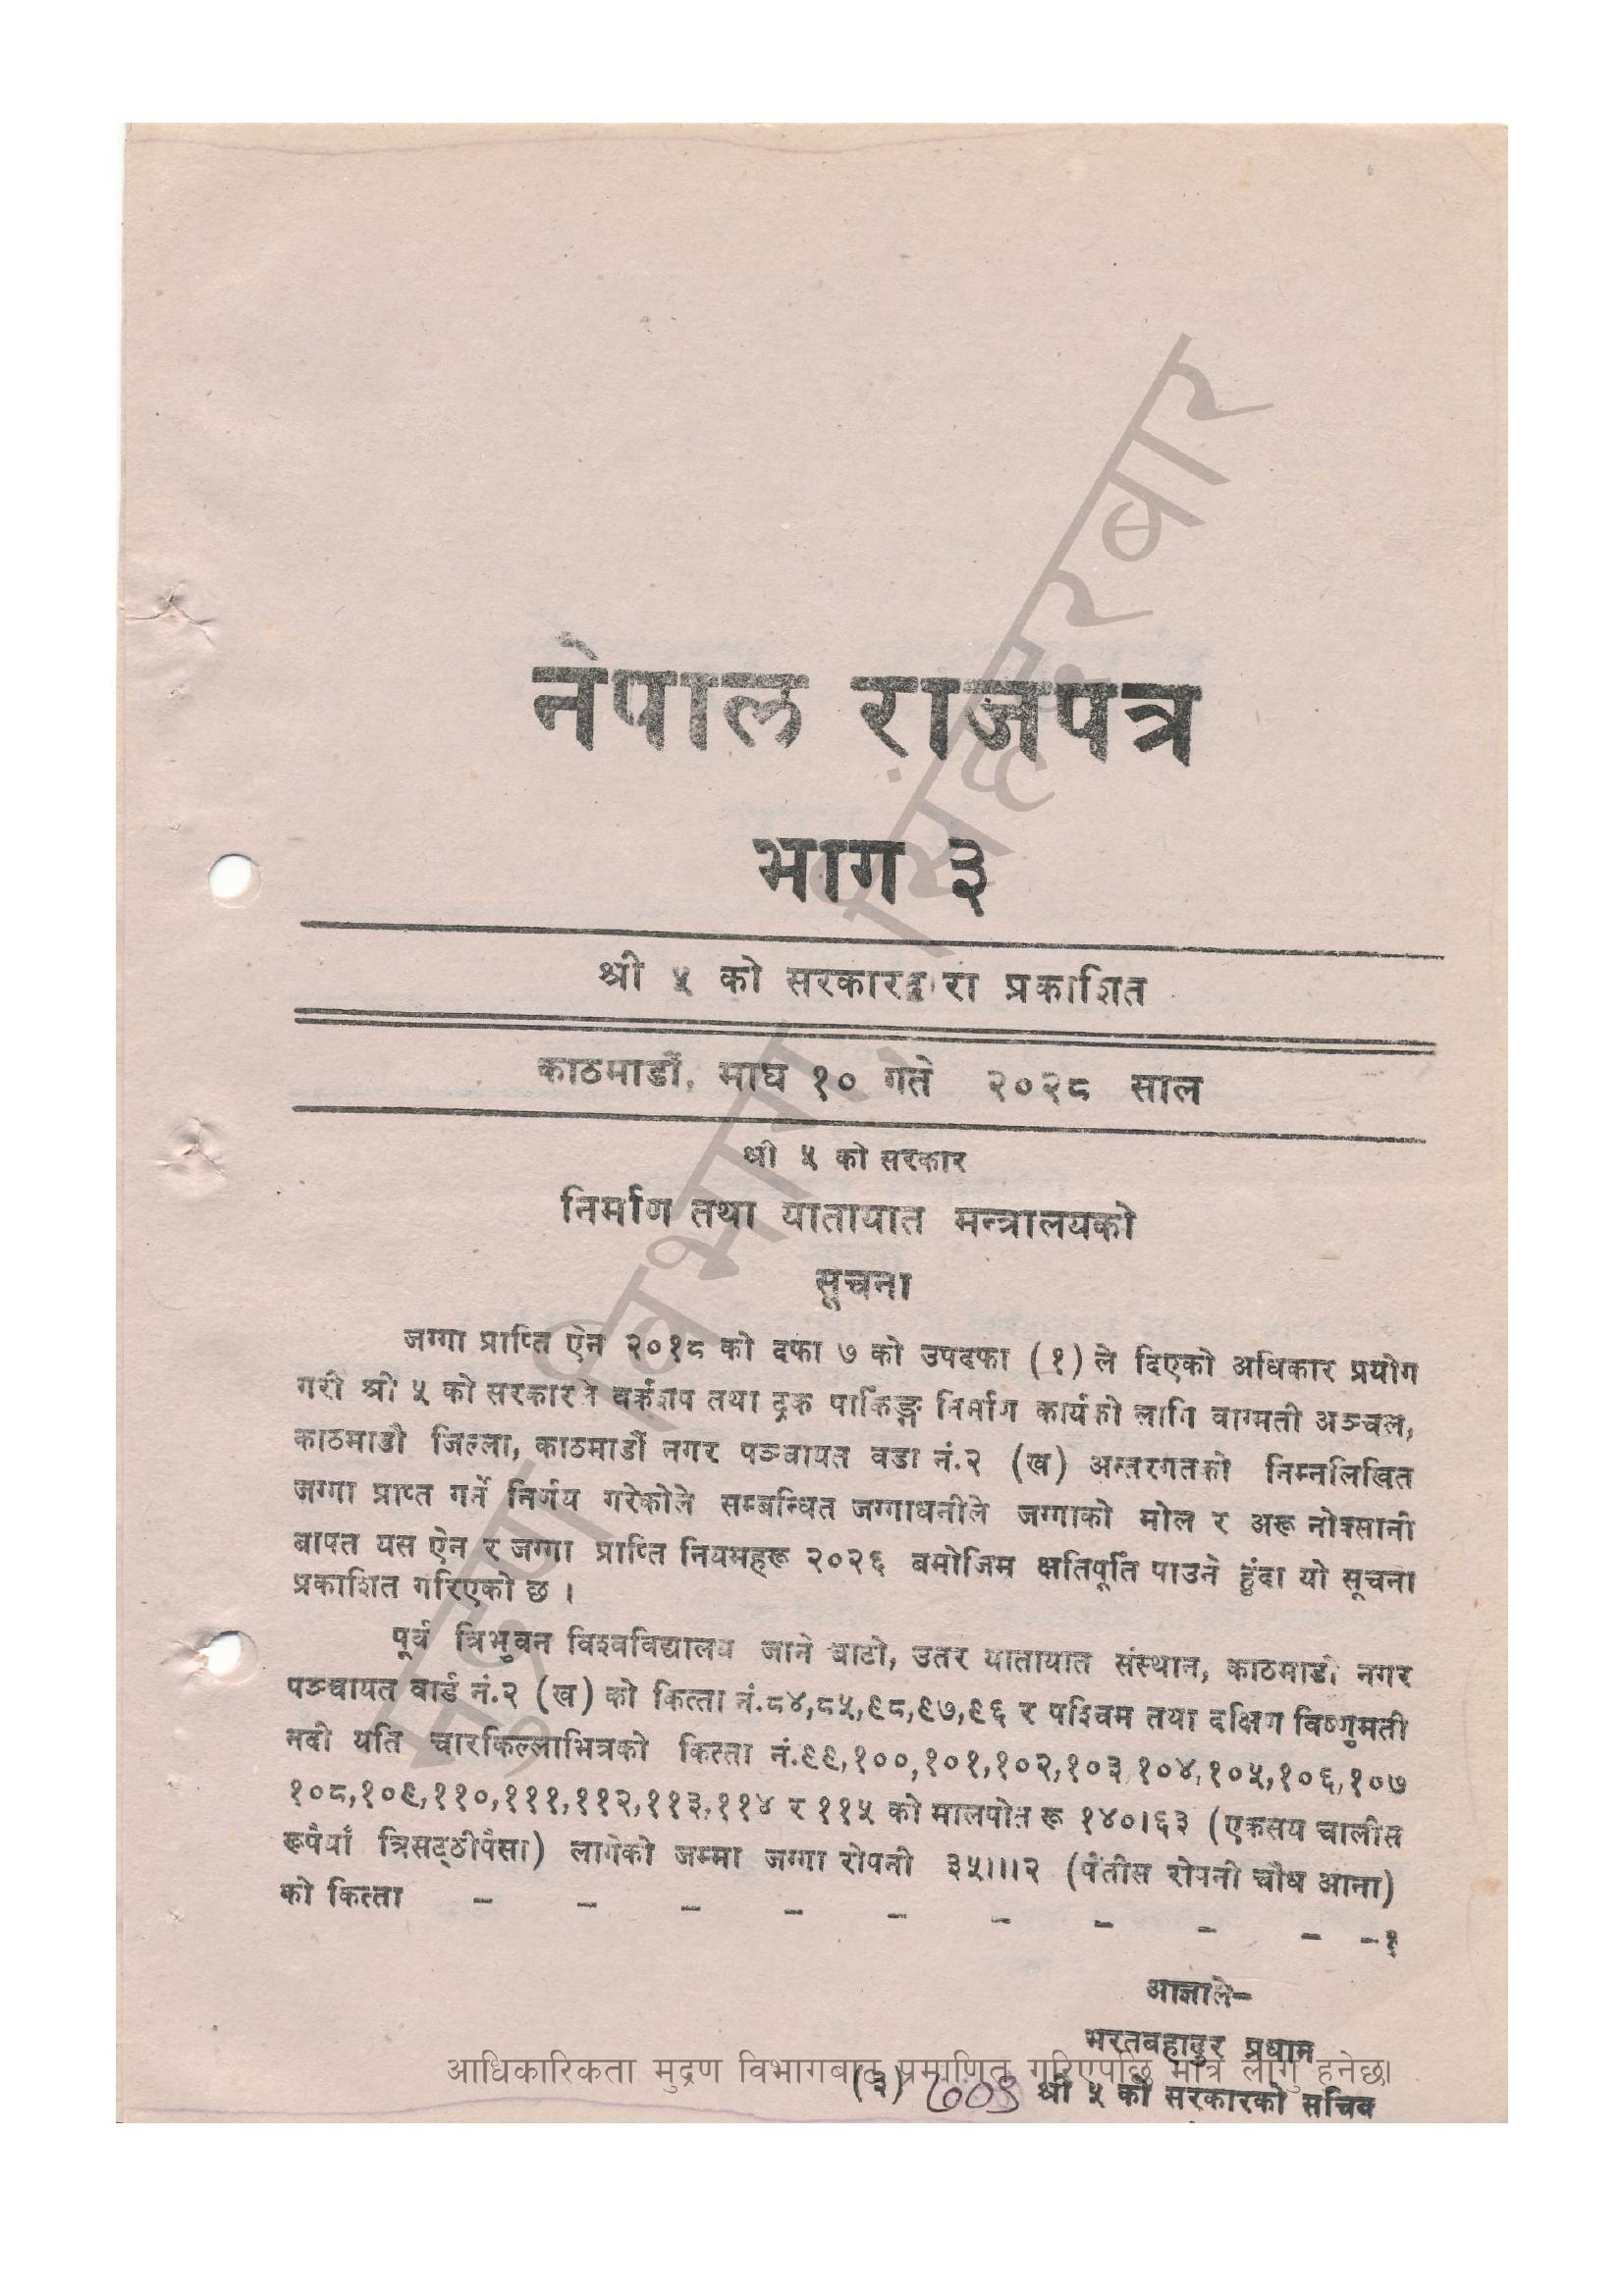 नेपाल राजपत्र
भाग ३
श्री ५ को सरकारद्वारा प्रकाशित
काठमाडौं, माघ १० गते २०२८ साल
श्री ५ को सरकार
निर्माण तथा यातायात मन्त्रालयको
सूचना
जग्गा प्राप्ति ऐन २०१८ को दफा ७ को उपदफा (१) ले दिएको अधिकार प्रयोग
गरी श्री ५ को सरकारले वर्कशप तथा ट्रक पार्किङ्ग निर्माण कार्यको लागि वाग्मती अञ्चल,
काठमाडौ जिल्ला, काठमाडौं नगर पञ्चायत वडा नं.२ (ख) अन्तरगतको निम्नलिखित
जग्गा प्राप्त गर्ने निर्णय गरेकोले सम्बन्धित जग्गाधनीले जग्गाको मोल र अरू नोक्सानी
बापत यस ऐन र जग्गा प्राप्ति नियमहरू २०२६ बमोजिम क्षतिपूर्ति पाउने हुंदा यो सूचना
प्रकाशित गरिएको छ ।
पूर्व त्रिभुवन विश्वविद्यालय जाने बाटो, उतर यातायात संस्थान, काठमाडौं नगर
पञ्चायत वार्ड नं.२ (ख) को कित्ता नं.८४,८५,९८,९७,९६ र पश्चिम तथा दक्षिण विष्णुमती
नदी यति चारकिल्लाभित्रको कित्ता नं.९९,१००,१०१,१०२,१०३ १०४,१०५,१०६,१०७
१०८,१०९,११०,१११,११२,११३,११४ र ११५ को मालपोत रू १४०।६३ (एकसय चालीस
रूपैयाँ त्रिसट्ठीपैसा) लागेको जम्मा जग्गा रोपनी ३५।।।२ (पैंतीस रोपनी चौध आना)
को कित्ता - - - - - - - - - -१
आज्ञाले-
भरतबहादुर प्रधान
आधिकारिकता मुद्रण विभागबाट प्रमाणित गरिएपछि मात्र लागु हुनेछ।
(३) ७०९ श्री ५ को सरकारको सचिव
मुद्रण विभाग, सिंहदरबार